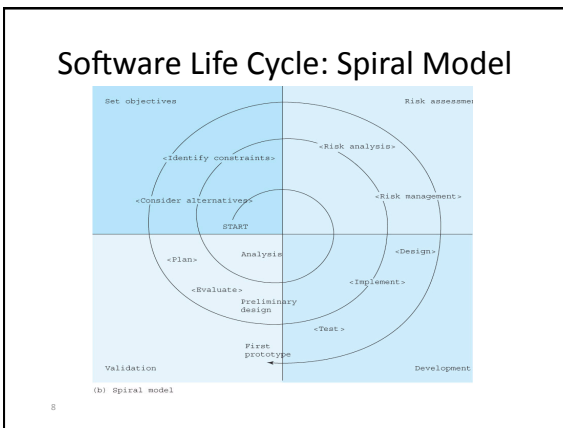 Software Life Cycle: Spiral Model
Set objectives
Risk assessmen
<Risk analysis>
<Identify constraints>
<Consider alternatives>
<Risk management>
START
Analysis
<Design>
<Plan>
<Implement>
<Evaluate>
Preliminary
design
<Test>
First
prototype
Validation
Development
(b) Spiral model
8